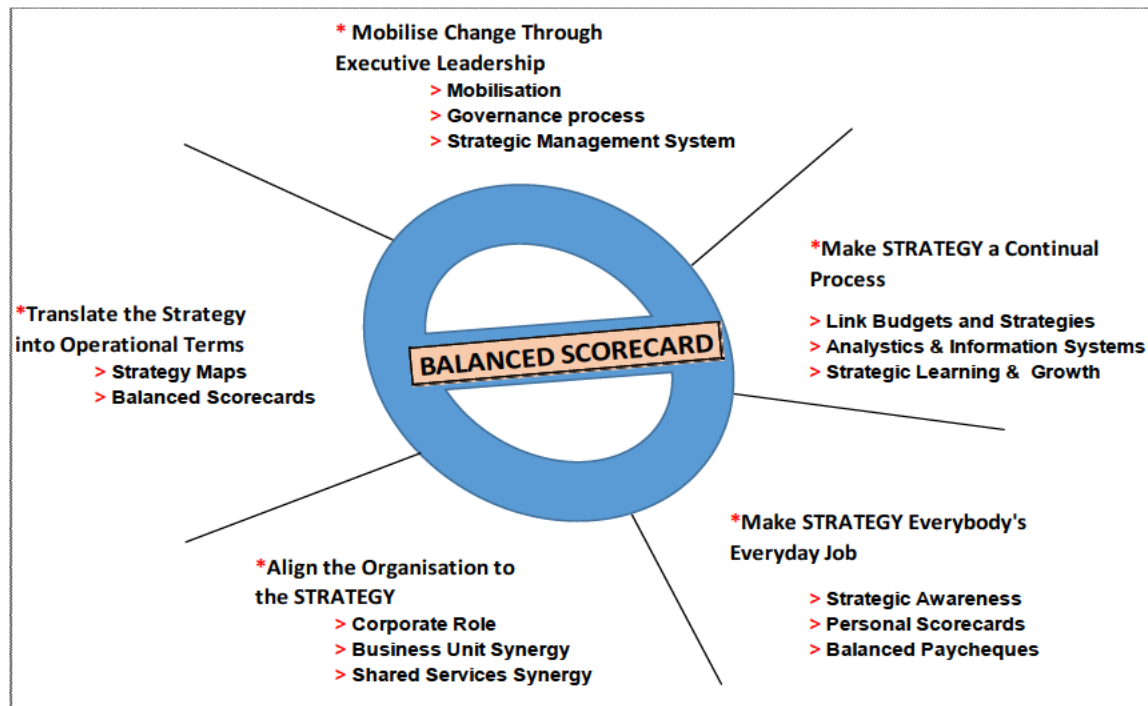 * Mobilise Change Through
Executive Leadership
> Mobilisation
> Governance process
> Strategic Management System
*Make STRATEGY a Continual
Process
> Link Budgets and Strategies
> Analystics & Information Systems
> Strategic Learning & Growth
*Translate the Strategy
into Operational Terms
> Strategy Maps
> Balanced Scorecards
BALANCED SCORECARD
*Make STRATEGY Everybody's
Everyday Job
> Strategic Awareness
> Personal Scorecards
> Balanced Paycheques
*Align the Organisation to
the STRATEGY
> Corporate Role
> Business Unit Synergy
> Shared Services Synergy